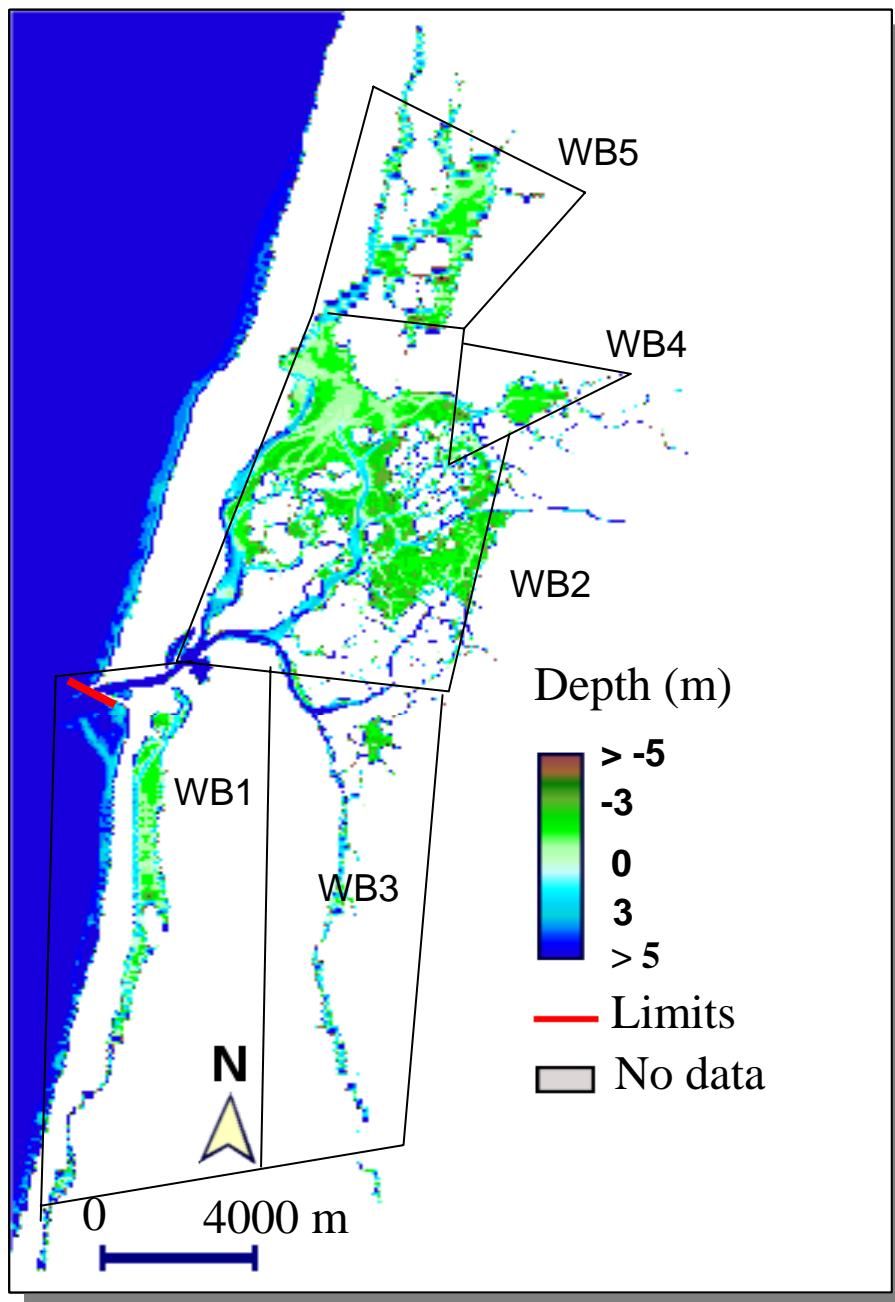 WB5
WB4
WB2
Depth (m)
> -5
-3
0
3
> 5
WB1
WB3
Limits
No data
N
0 4000 m